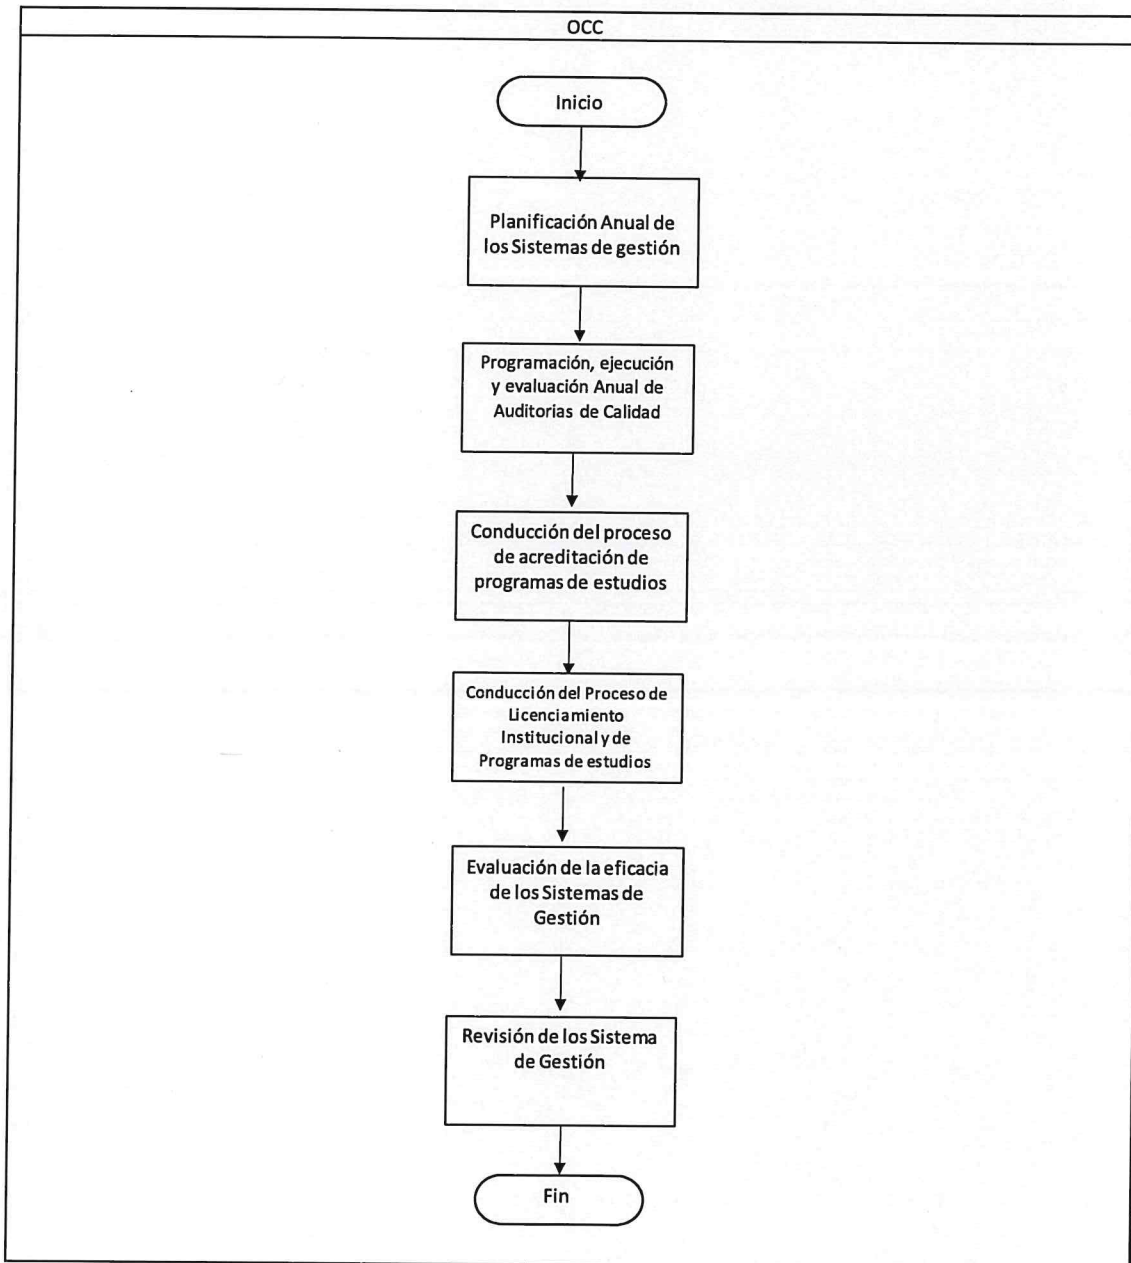 OCC
Inicio
Planificación Anual de
los Sistemas de gestión
Programación, ejecución
y evaluación Anual de
Auditorias de Calidad
Conducción del proceso
de acreditación de
programas de estudios
Conducción del Proceso de
Licenciamiento
Institucional y de
Programas de estudios
Evaluación de la eficacia
de los Sistemas de
Gestión
Revisión de los Sistema
de Gestión
Fin